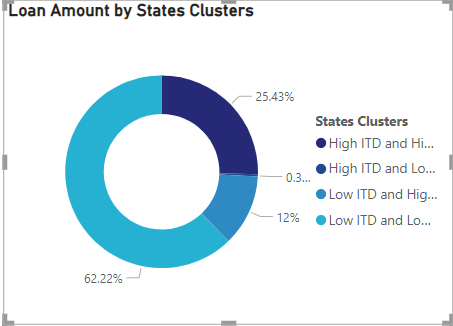 Loan Amount by States Clusters
25.43%
States Clusters
High ITD and Hi...
High ITD and Lo...
0.3...
Low ITD and Hig...
12%
Low ITD and Lo...
62.22%